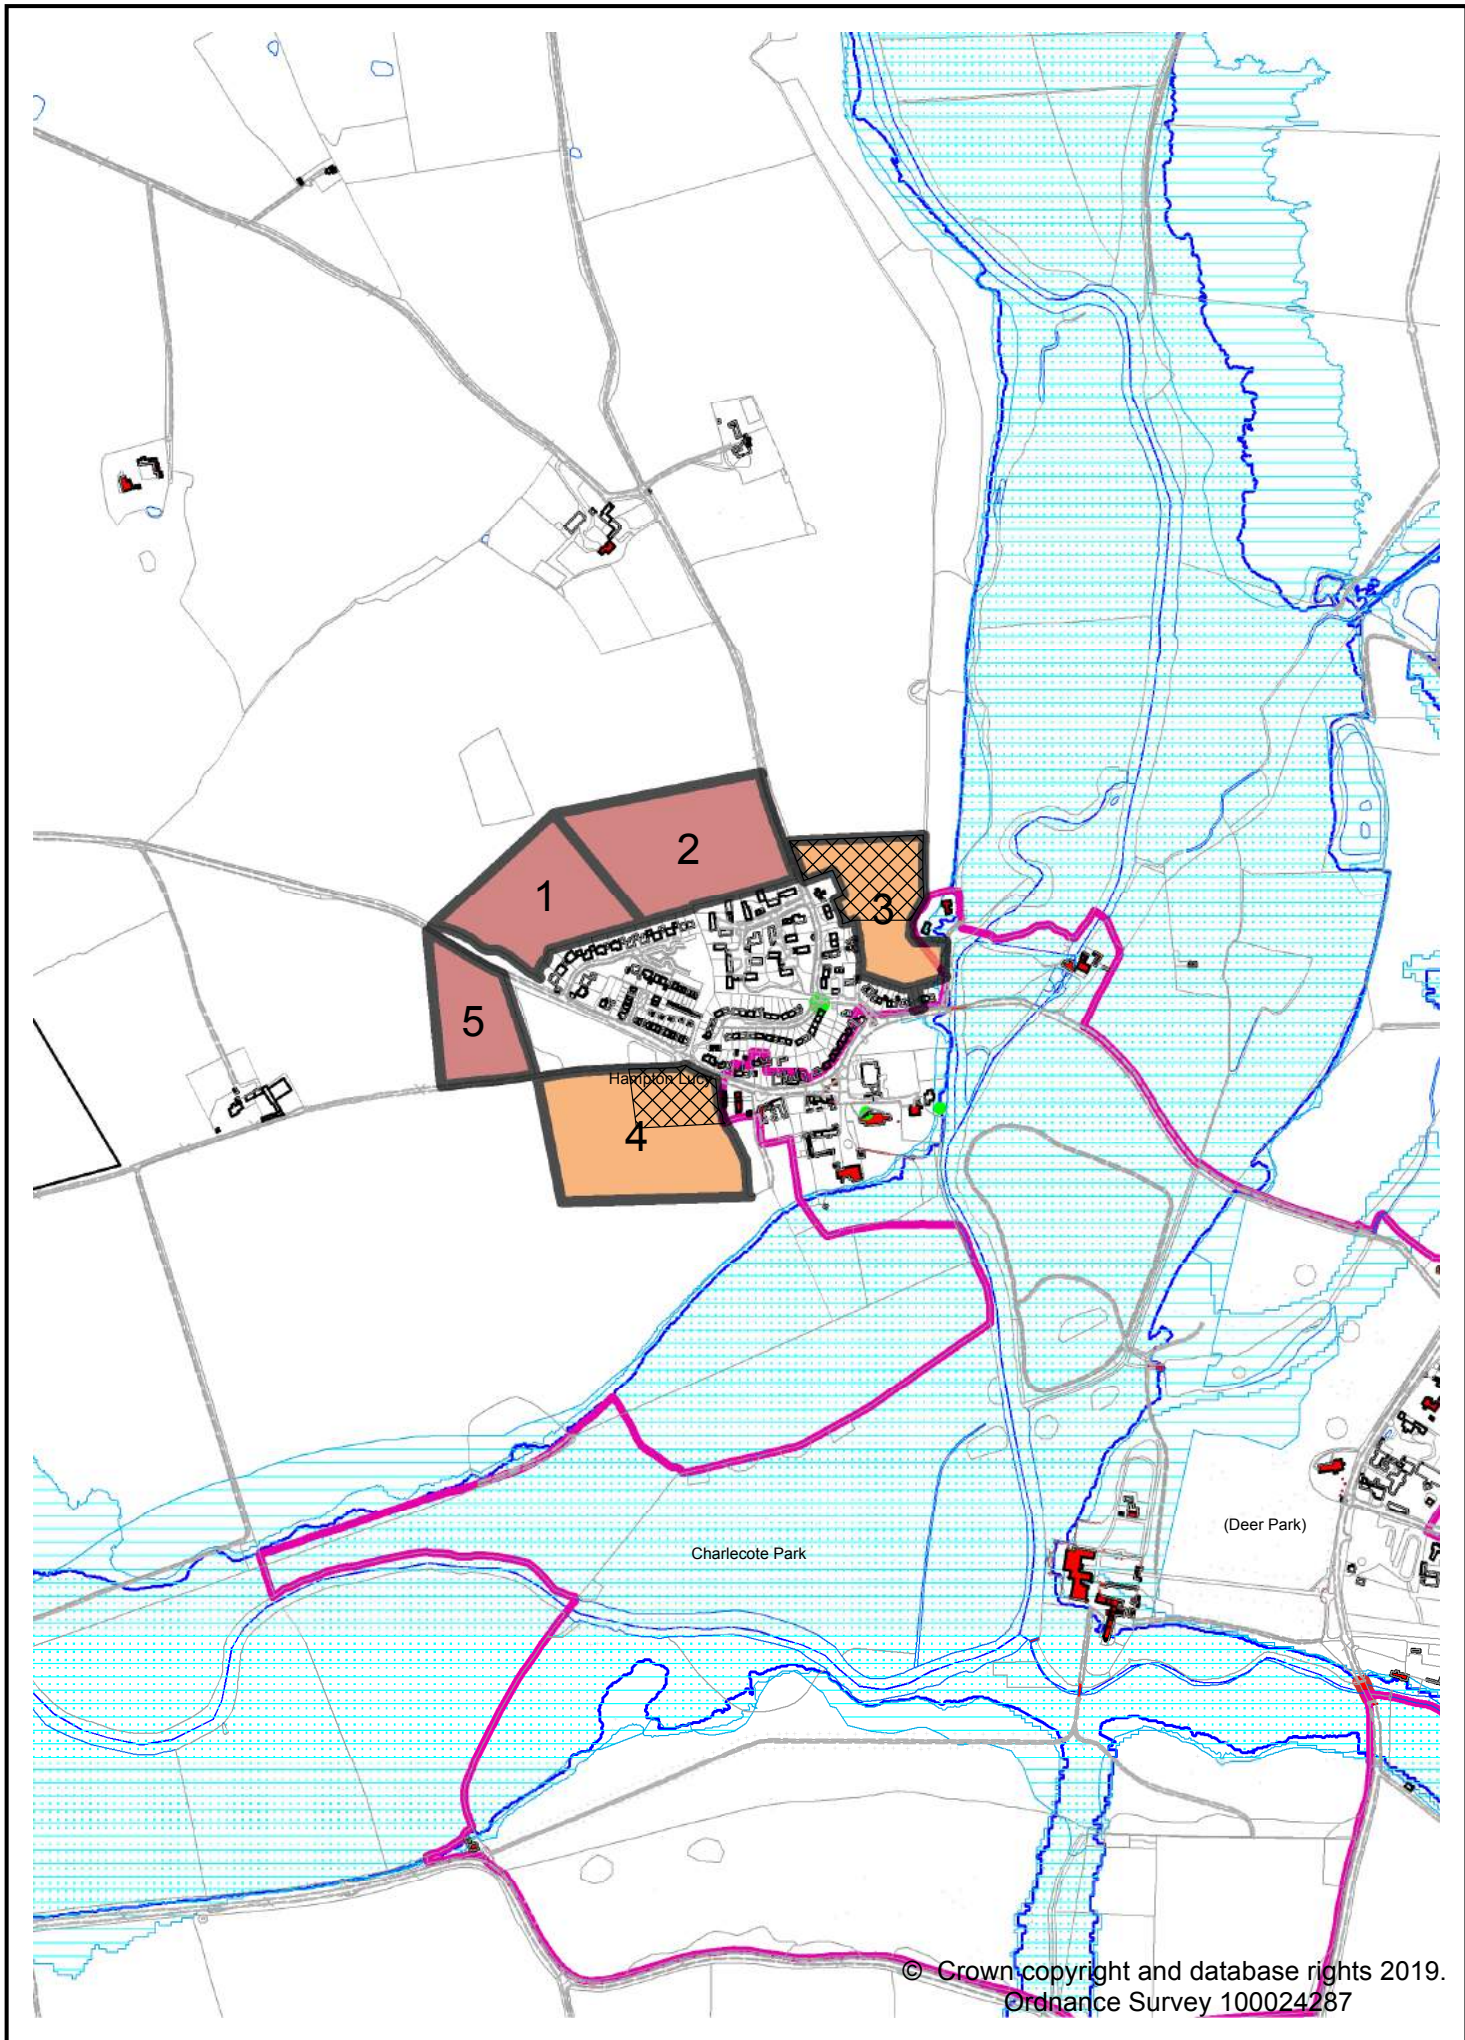 2
1
3
5
Hampton Lucy
4
(Deer Park)
Charlecote Park
© Crown copyright and database rights 2019.
Ordnance Survey 100024287